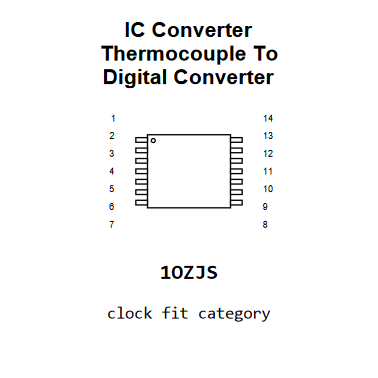 IC Converter
Thermocouple To
Digital Converter
1 14
2 13
3 12
4 11
5 10
6 9
7 8
1OZJS
clock fit category